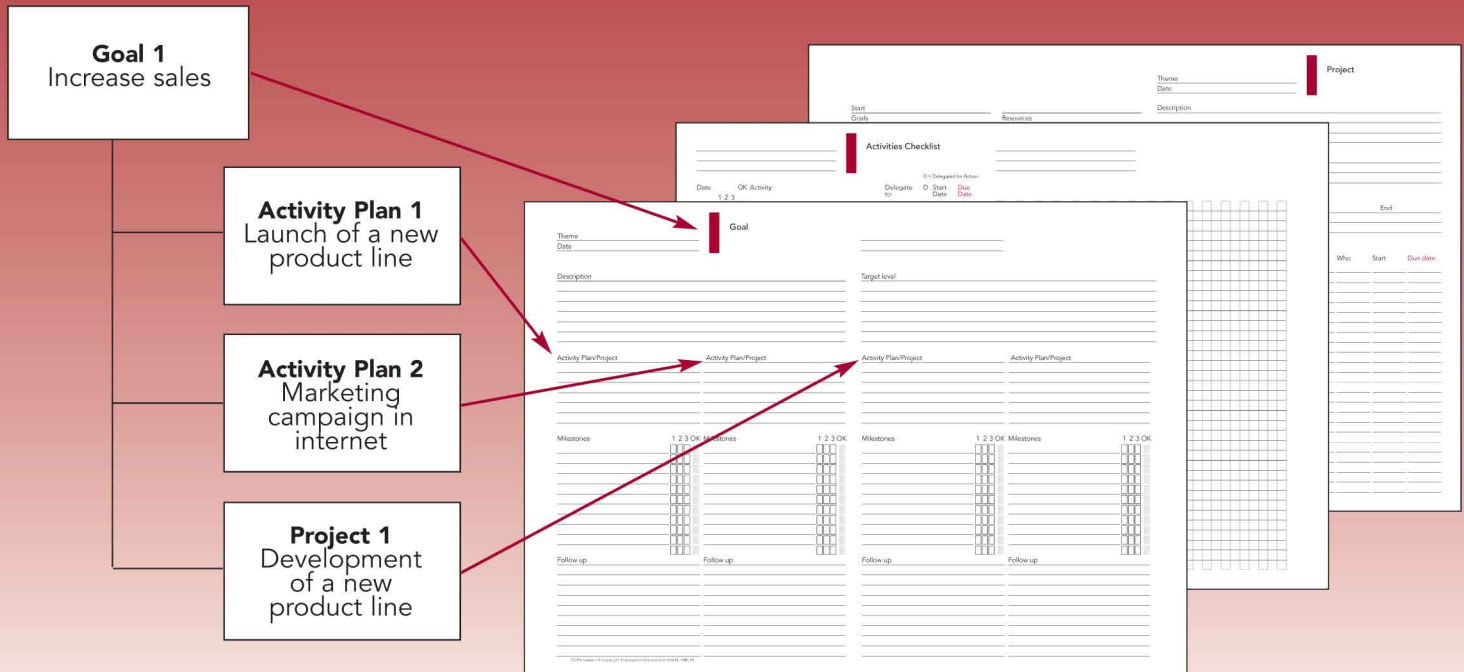 Goal 1
Increase sales
Activity Plan 1
Launch of a new
product line
Activity Plan 2
Marketing
campaign in
internet
Project 1
Development
of a new
product line
Project
Theme
Date
Start
Description
Goals Resources
End
Who Start Due date
Activities Checklist
D = Delegated for Action
Date OK Activity Delegate D Start Due
to: Date Date
1 2 3
Goal
Theme
Date
Description Target level
Activity Plan/Project Activity Plan/Project Activity Plan/Project Activity Plan/Project
Milestones 1 2 3 OK Milestones 1 2 3 OK Milestones 1 2 3 OK Milestones 1 2 3 OK
Follow up Follow up Follow up Follow up